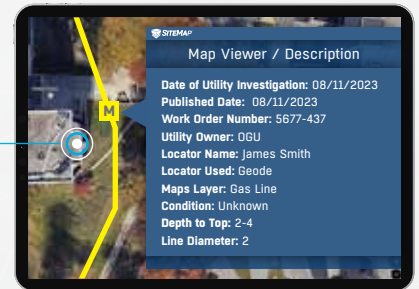 SITEMAP
Map Viewer / Description
Date of Utility Investigation: 08/11/2023
Published Date: 08/11/2023
Work Order Number: 5677-437
Utility Owner: OGU
Locator Name: James Smith
Locator Used: Geode
Maps Layer: Gas Line
Condition: Unknown
Depth to Top: 2-4
Line Diameter: 2
M